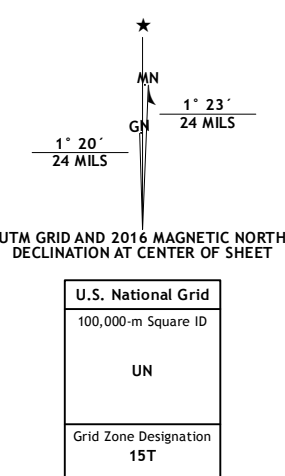 ★
MN
1° 23´
24 MILS
GN
1° 20´
24 MILS
UTM GRID AND 2016 MAGNETIC NORTH
DECLINATION AT CENTER OF SHEET
U.S. National Grid
100,000-m Square ID
UN
Grid Zone Designation
15T